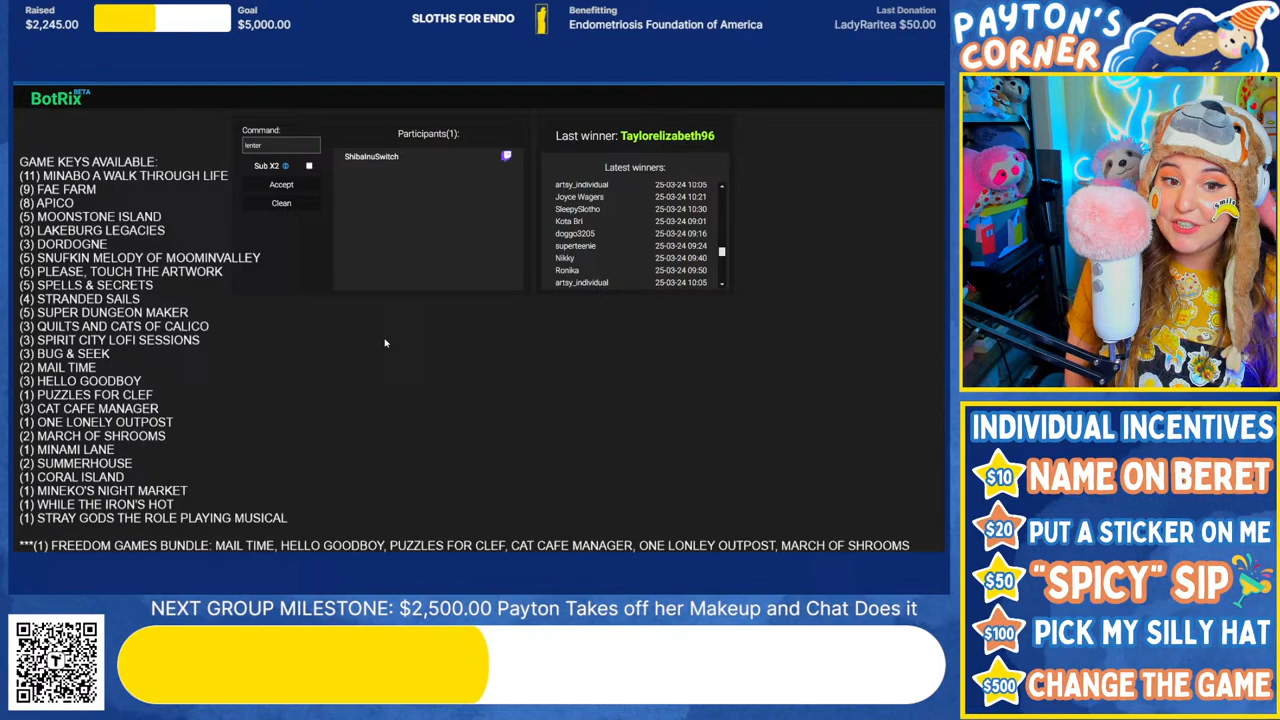 Raised
$2,245.00
Goal
$5,000.00
SLOTHS FOR ENDO
Benefitting
Endometriosis Foundation of America
Last Donation
LadyRarItea $50.00
PAYTON'S
CORNER
BotRix BETA
GAME KEYS AVAILABLE:
(11) MINABO A WALK THROUGH LIFE
(9) FAE FARM
(8) APICO
(5) MOONSTONE ISLAND
(3) LAKEBURG LEGACIES
(3) DORDOGNE
(5) SNUFKIN MELODY OF MOOMINVALLEY
(5) PLEASE, TOUCH THE ARTWORK
(5) SPELLS & SECRETS
(4) STRANDED SAILS
(5) SUPER DUNGEON MAKER
(3) QUILTS AND CATS OF CALICO
(3) SPIRIT CITY LOFI SESSIONS
(3) BUG & SEEK
(2) MAIL TIME
(3) HELLO GOODBOY
(1) PUZZLES FOR CLEF
(3) CAT CAFE MANAGER
(1) ONE LONELY OUTPOST
(2) MARCH OF SHROOMS
(1) MINAMI LANE
(2) SUMMERHOUSE
(1) CORAL ISLAND
(1) MINEKO'S NIGHT MARKET
(1) WHILE THE IRON'S HOT
(1) STRAY GODS THE ROLE PLAYING MUSICAL
***(1) FREEDOM GAMES BUNDLE: MAIL TIME, HELLO GOODBOY, PUZZLES FOR CLEF, CAT CAFE MANAGER, ONE LONLEY OUTPOST, MARCH OF SHROOMS
Command:
!enter
Sub X2
Accept
Clean
Participants(1):
ShibaInuSwitch
Last winner: Taylorelizabeth96
Latest winners:
artsy_individual 25-03-24 10:05
Joyce Wagers 25-03-24 10:21
SleepySlotho 25-03-24 10:30
Kota Bri 25-03-24 09:01
doggo3205 25-03-24 09:16
superteenie 25-03-24 09:24
Nikky 25-03-24 09:40
Ronika 25-03-24 09:50
artsy_individual 25-03-24 10:05
Smile
NEXT GROUP MILESTONE: $2,500.00 Payton Takes off her Makeup and Chat Does it
INDIVIDUAL INCENTIVES
$10 NAME ON BERET
$20 PUT A STICKER ON ME
$50 "SPICY" SIP
$100 PICK MY SILLY HAT
$500 CHANGE THE GAME